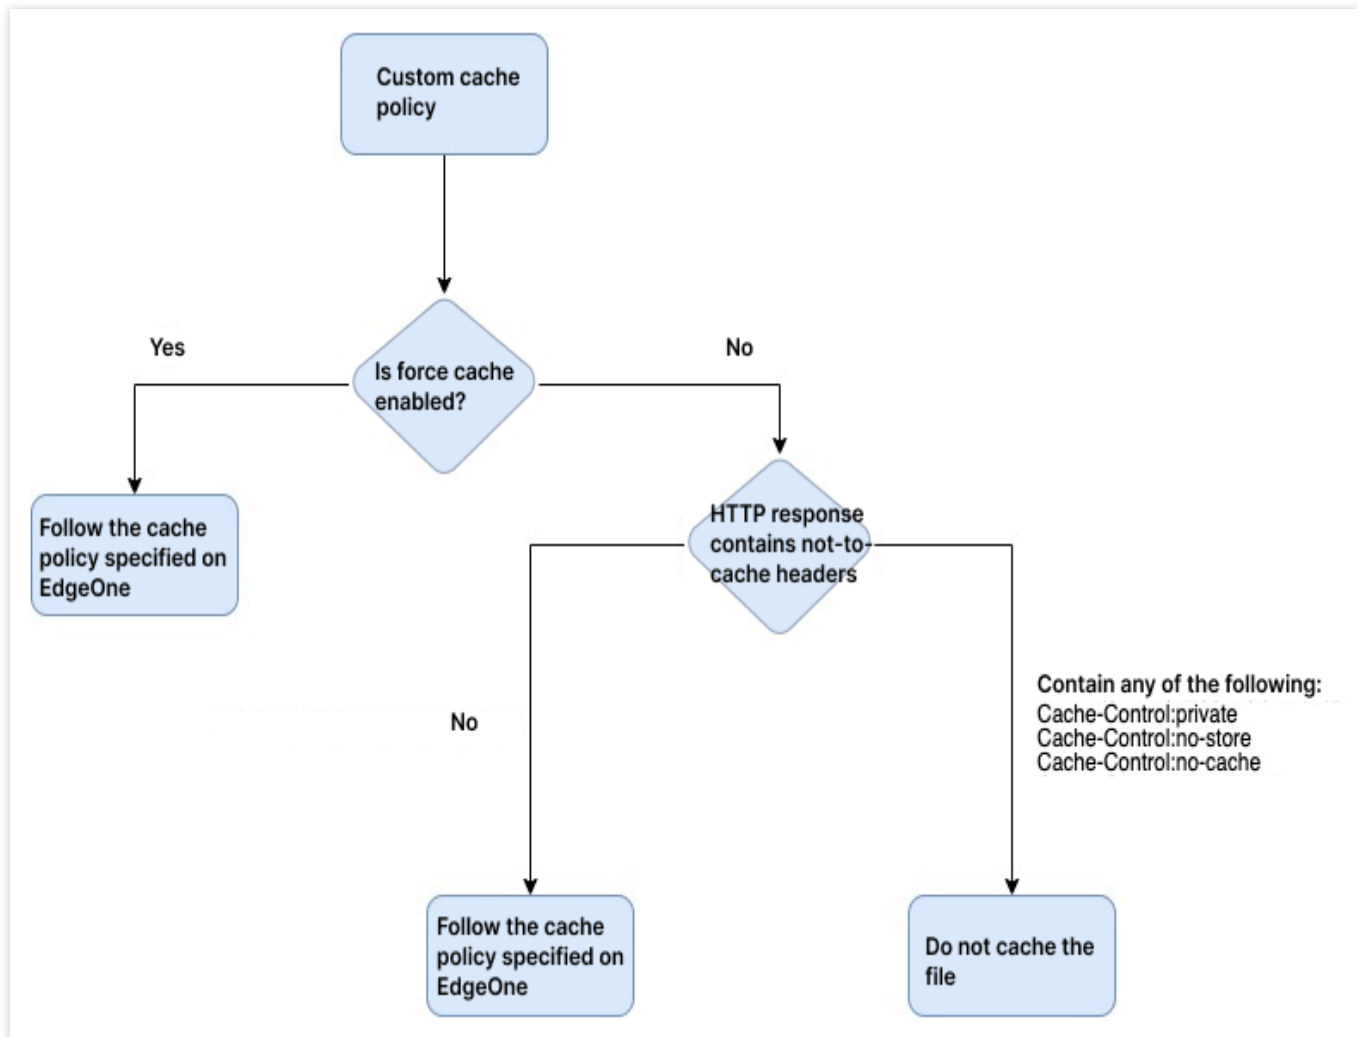 Custom cache
policy
Yes
No
Is force cache
enabled?
Follow the cache
policy specified on
EdgeOne
HTTP response
contains not-to-
cache headers
No
Contain any of the following:
Cache-Control:private
Cache-Control:no-store
Cache-Control:no-cache
Follow the cache
policy specified on
EdgeOne
Do not cache the
file